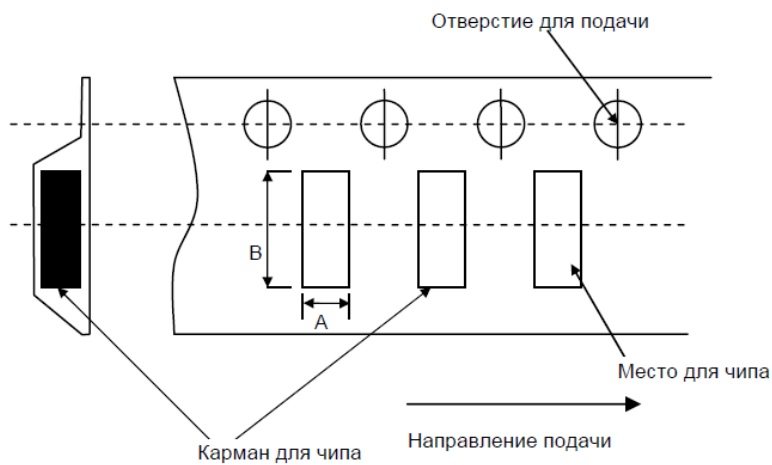 Отверстие для подачи
B
A
Место для чипа
Направление подачи
Карман для чипа